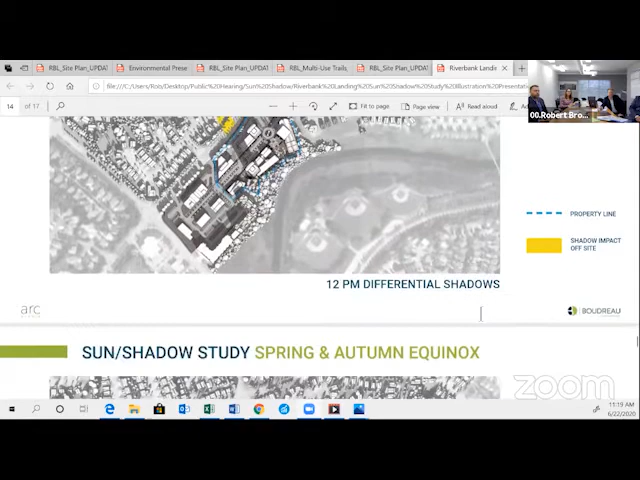 RBL_Site Plan_UPDAT
Environmental Prese
RBL_Site Plan_UPDAT
RBL_Multi-Use Trails_
RBL_Site Plan_UPDAT
Riverbank Landin
14 of 17
Fit to page
Page view
Read aloud
00.Robert Bro...
PROPERTY LINE
SHADOW IMPACT
OFF SITE
12 PM DIFFERENTIAL SHADOWS
arc
BOUDREAU
SUN/SHADOW STUDY SPRING & AUTUMN EQUINOX
zoom
11:19 AM
6/22/2020